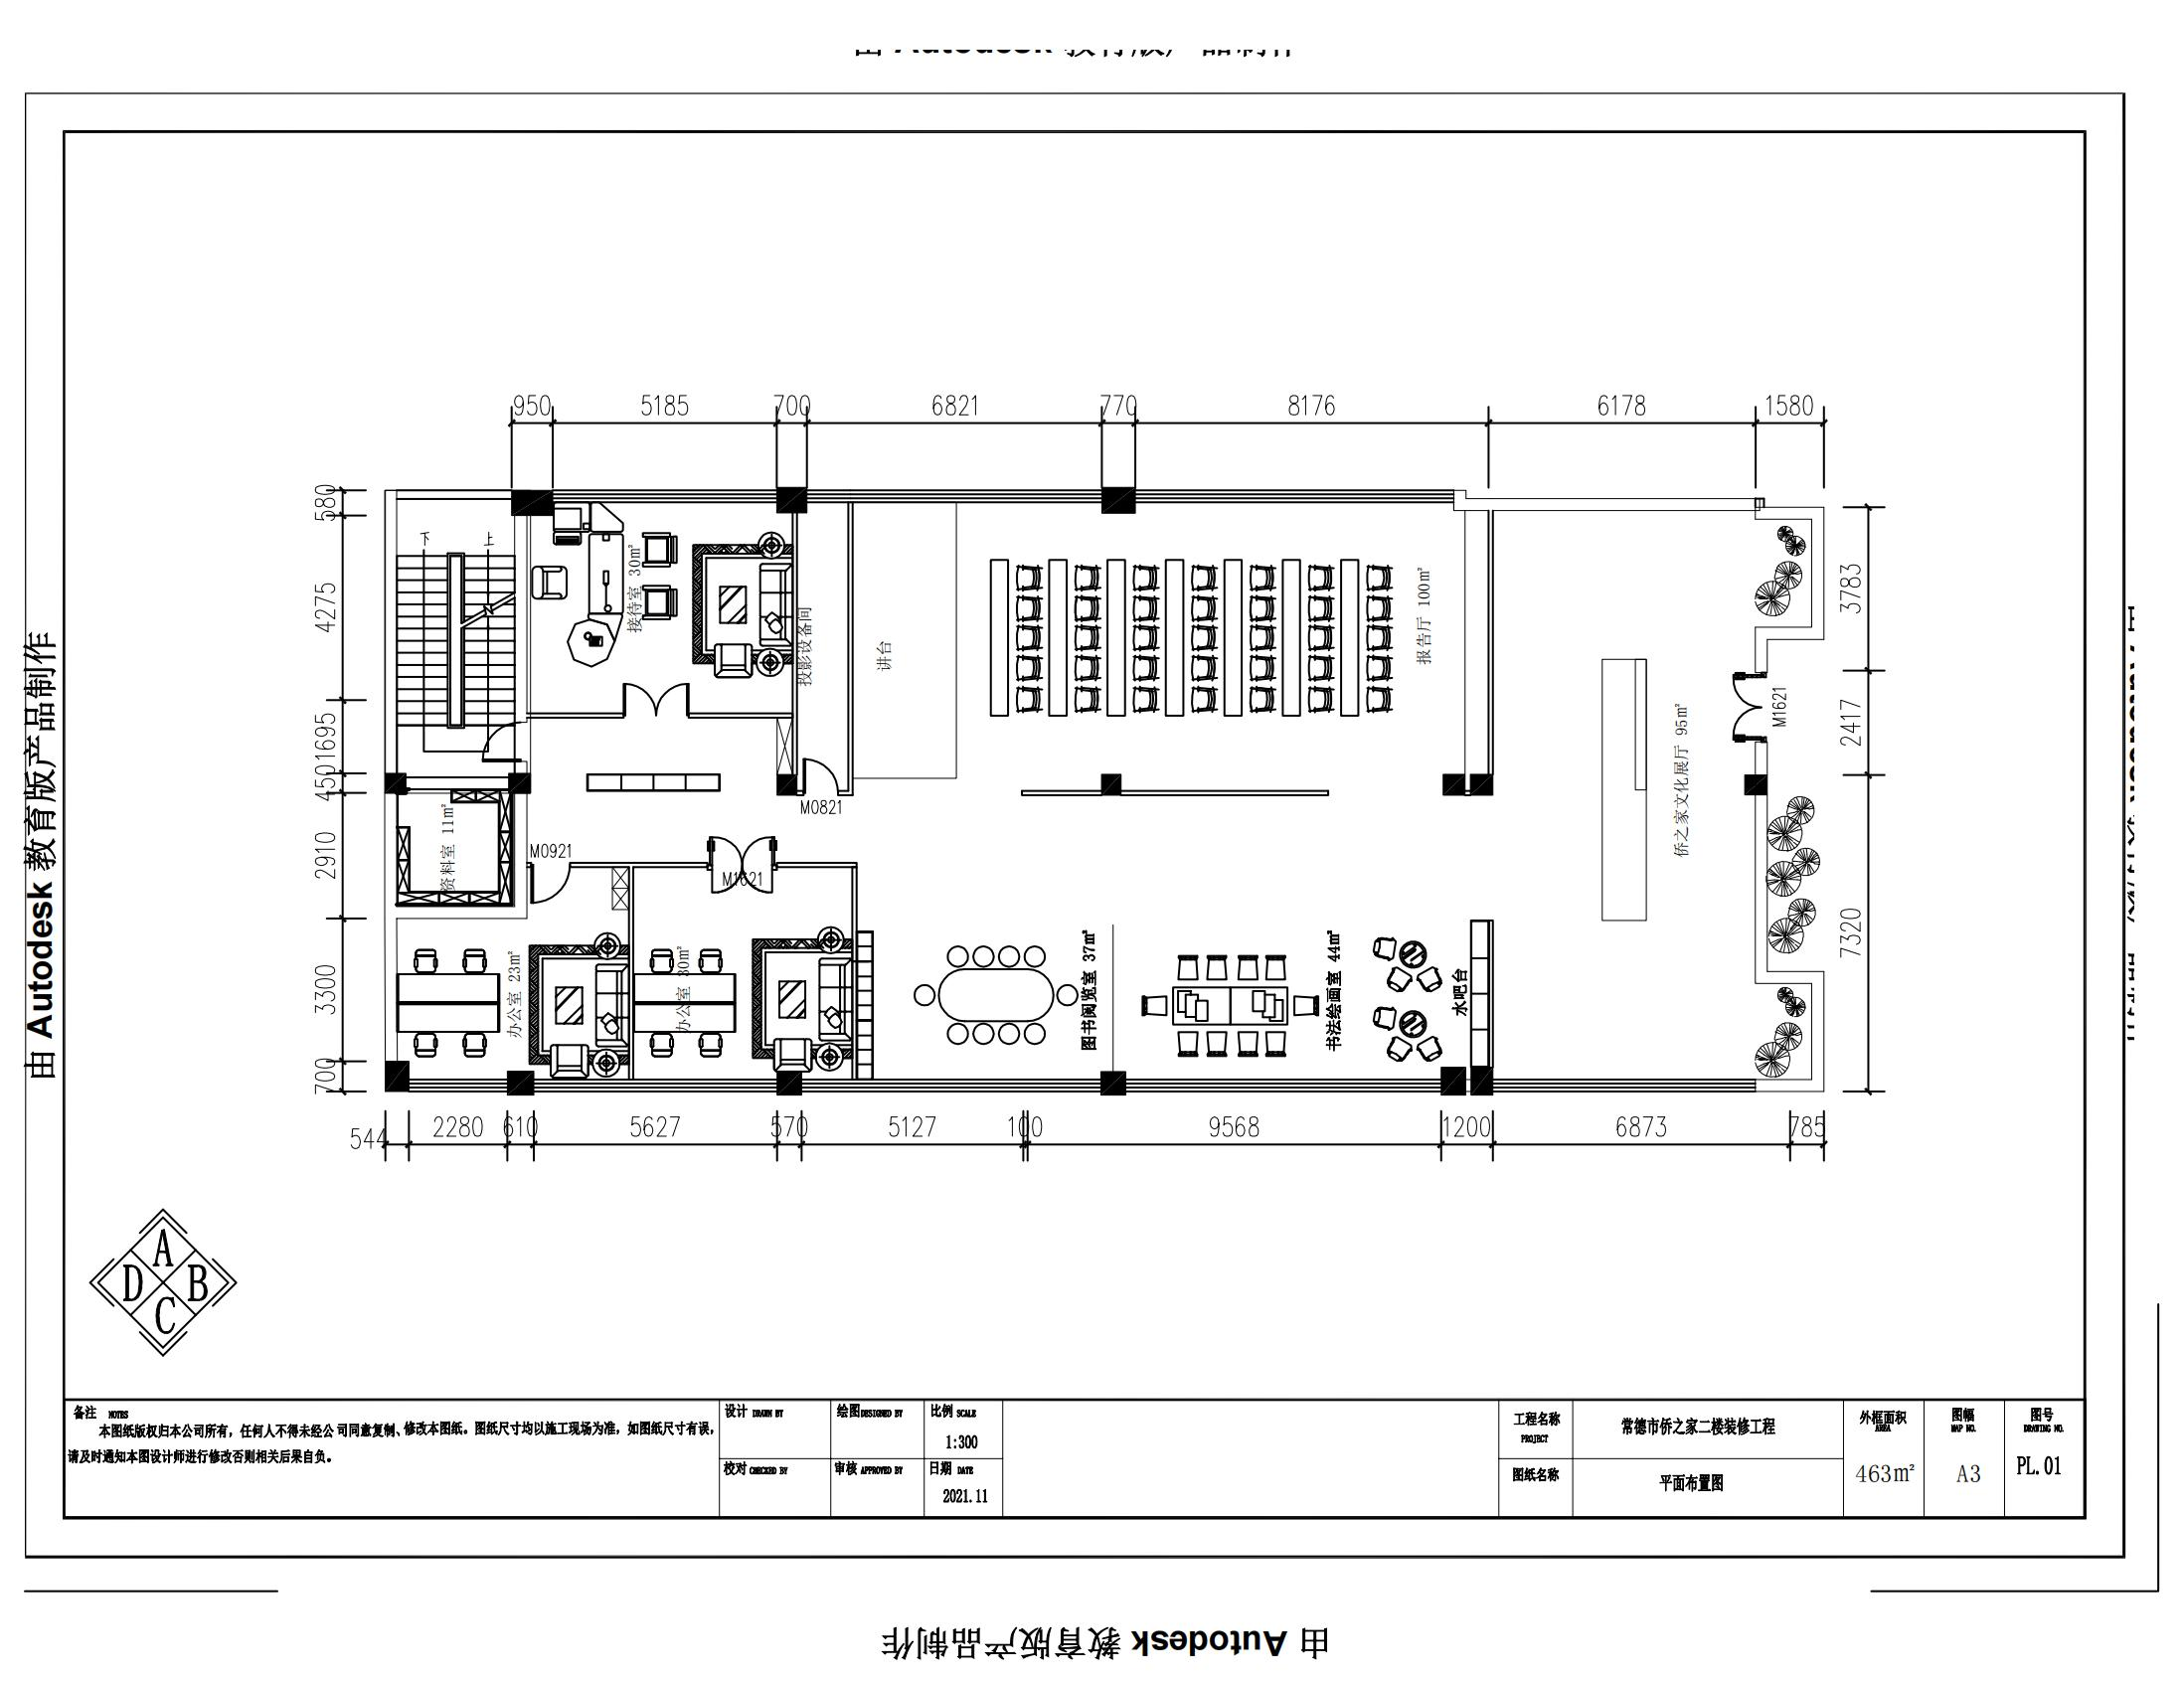 950 5185 700 6821 770 8176 6178 1580
580
4275
1695
450
2910
3300
700
3783
2417
7320
下 上
接待室 30㎡
投影设备间
讲台
报告厅 100㎡
侨之家文化展厅 95㎡
M1621
M0821
M0921
M1621
资料室 11㎡
办公室 23㎡
办公室 30㎡
图书阅览室 37㎡
书法绘画室 44㎡
水吧台
544 2280 610 5627 570 5127 100 9568 1200 6873 785
由 Autodesk 教育版产品制作
A
D B
C
备注 NOTES
本图纸版权归本公司所有，任何人不得未经公司同意复制、修改本图纸。图纸尺寸均以施工现场为准，如图纸尺寸有误，
请及时通知本图设计师进行修改否则相关后果自负。
设计 DRAWN BY 绘图DESIGNED BY 比例 SCALE
1:300
校对 CHECKED BY 审核 APPROVED BY 日期 DATE
2021.11
工程名称 常德市侨之家二楼装修工程
PROJECT
图纸名称 平面布置图
外框面积
AREA
463㎡
图幅
MAP NO.
A3
图号
DRAWING NO.
PL.01
由 Autodesk 教育版产品制作